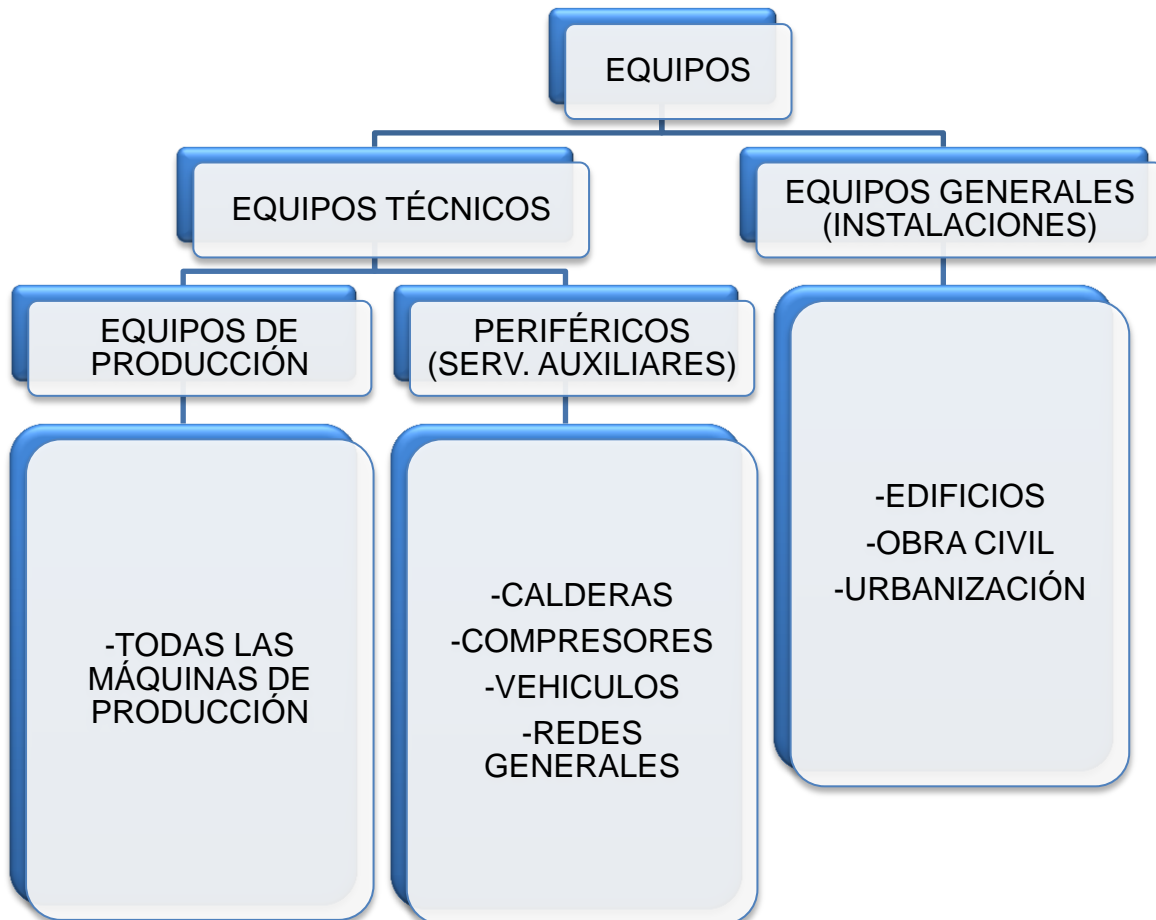 EQUIPOS
EQUIPOS TÉCNICOS
EQUIPOS GENERALES
(INSTALACIONES)
EQUIPOS DE
PRODUCCIÓN
PERIFÉRICOS
(SERV. AUXILIARES)
-TODAS LAS
MÁQUINAS DE
PRODUCCIÓN
-CALDERAS
-COMPRESORES
-VEHICULOS
-REDES
GENERALES
-EDIFICIOS
-OBRA CIVIL
-URBANIZACIÓN